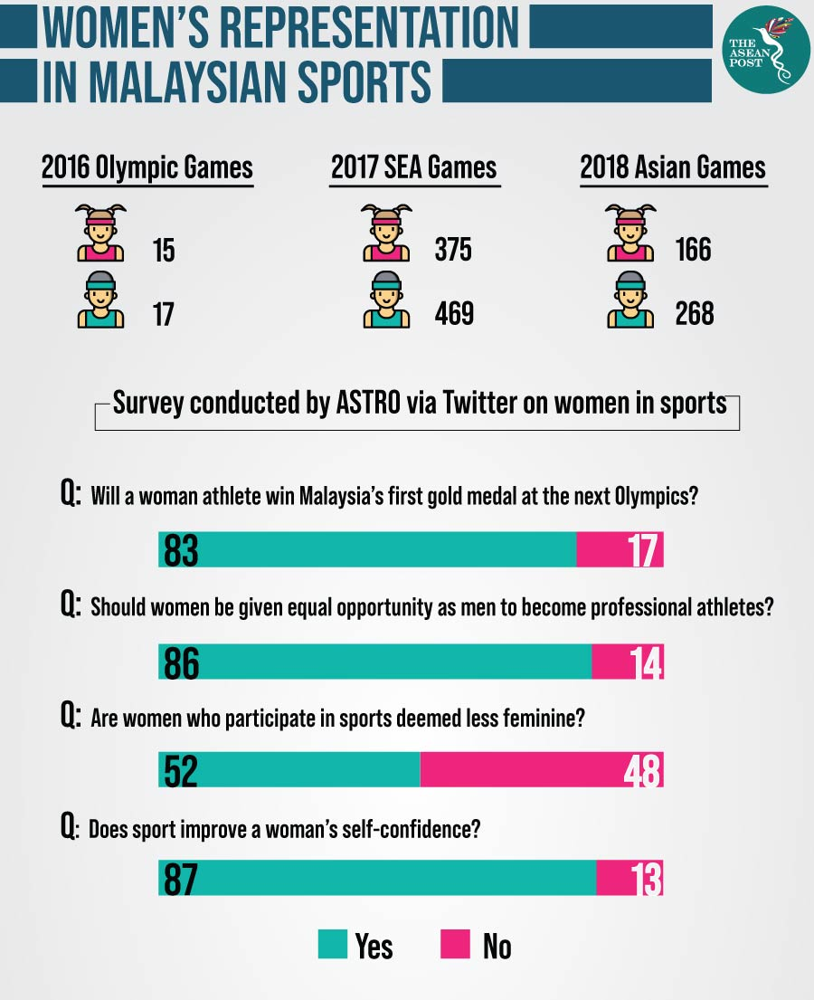 WOMEN'S REPRESENTATION
IN MALAYSIAN SPORTS
THE
ASEAN
POST
2016 Olympic Games
15
17
2017 SEA Games
375
469
2018 Asian Games
166
268
Survey conducted by ASTRO via Twitter on women in sports
Q: Will a woman athlete win Malaysia's first gold medal at the next Olympics?
83 17
Q: Should women be given equal opportunity as men to become professional athletes?
86 14
Q: Are women who participate in sports deemed less feminine?
52 48
Q: Does sport improve a woman's self-confidence?
87 13
Yes No